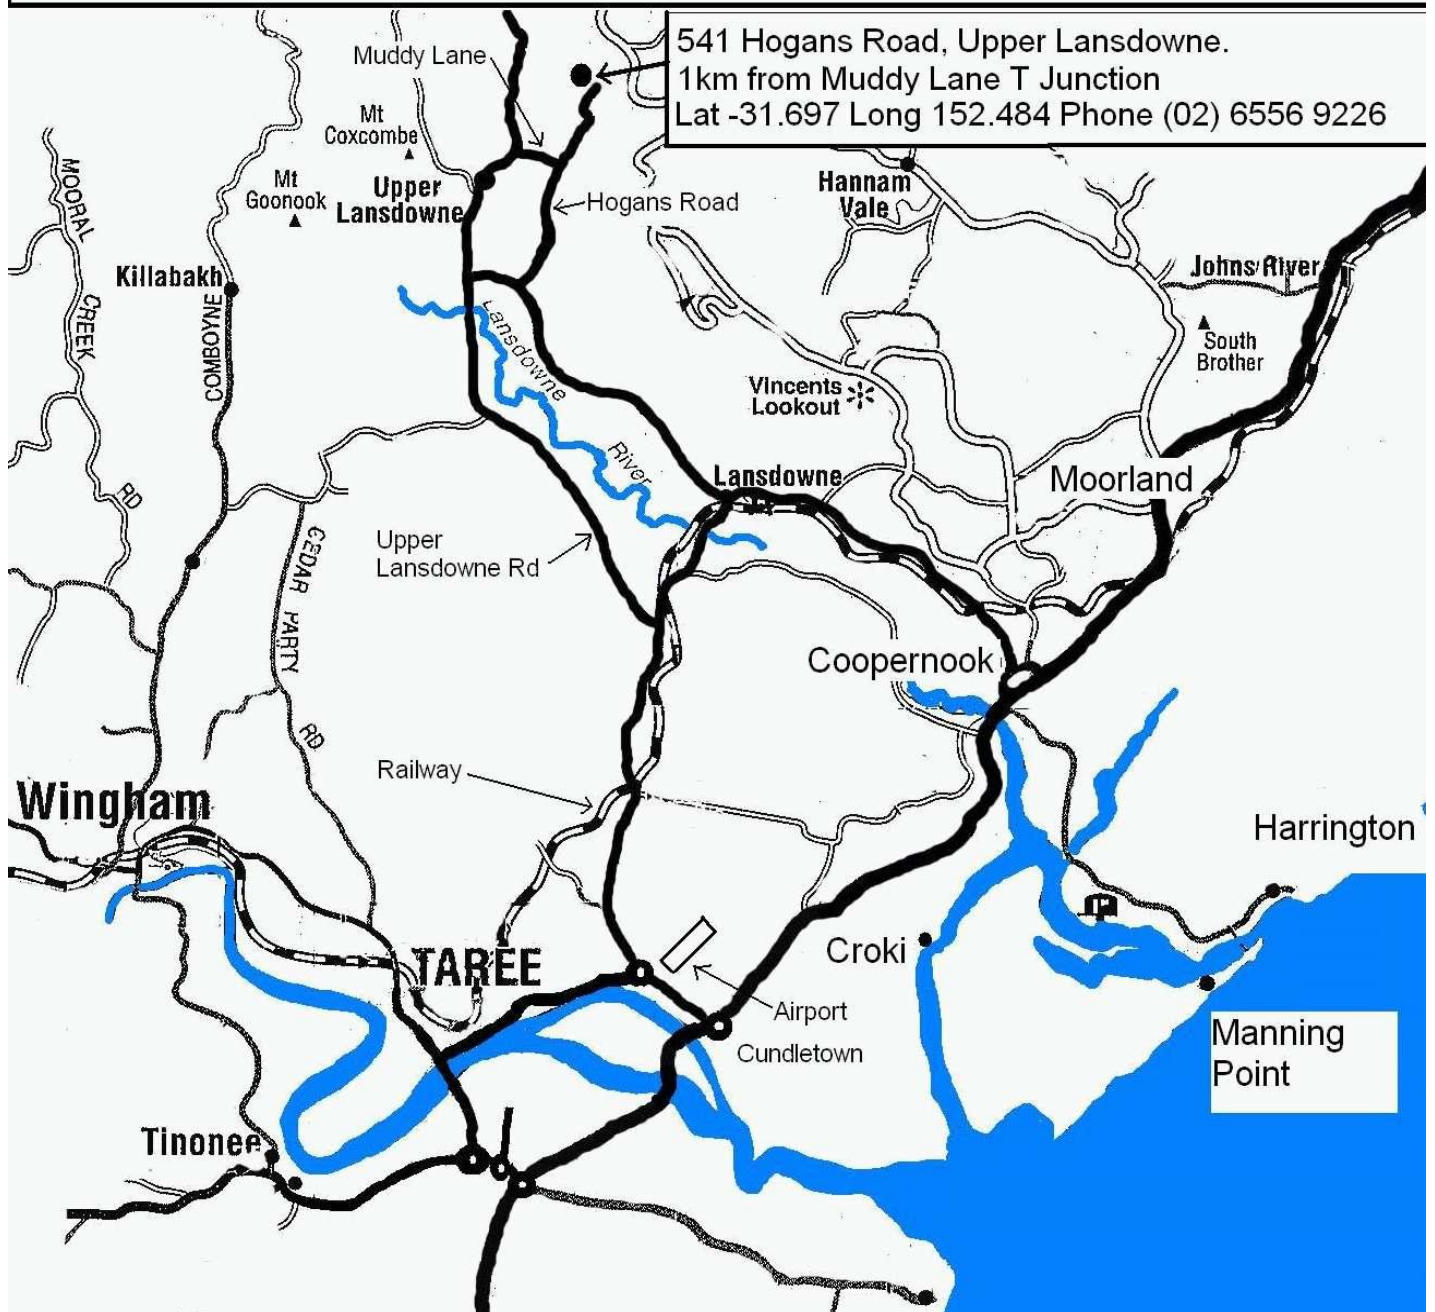 541 Hogans Road, Upper Lansdowne.
1km from Muddy Lane T Junction
Lat -31.697 Long 152.484 Phone (02) 6556 9226
Muddy Lane
Mt
Coxcombe
Mt
Goonook
Upper
Lansdowne
Hogans Road
Hannam
Vale
MOORAL
CREEK
RD
Killabakh
COMBOYNE
Johns River
South
Brother
Lansdowne
River
Vincents
Lookout
Lansdowne
Moorland
Upper
Lansdowne Rd
CEDAR PARTY
RD
Coopernook
Railway
Wingham
Harrington
TAREE
Croki
Airport
Cundletown
Manning
Point
Tinonee